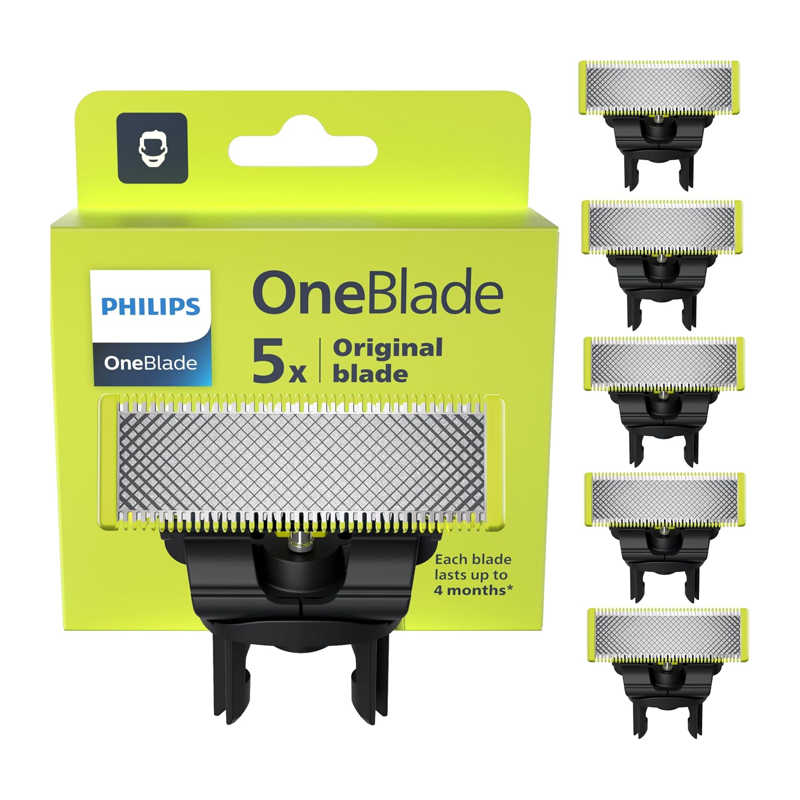 PHILIPS
OneBlade
OneBlade
5x
Original
blade
Each blade
lasts up to
4 months*